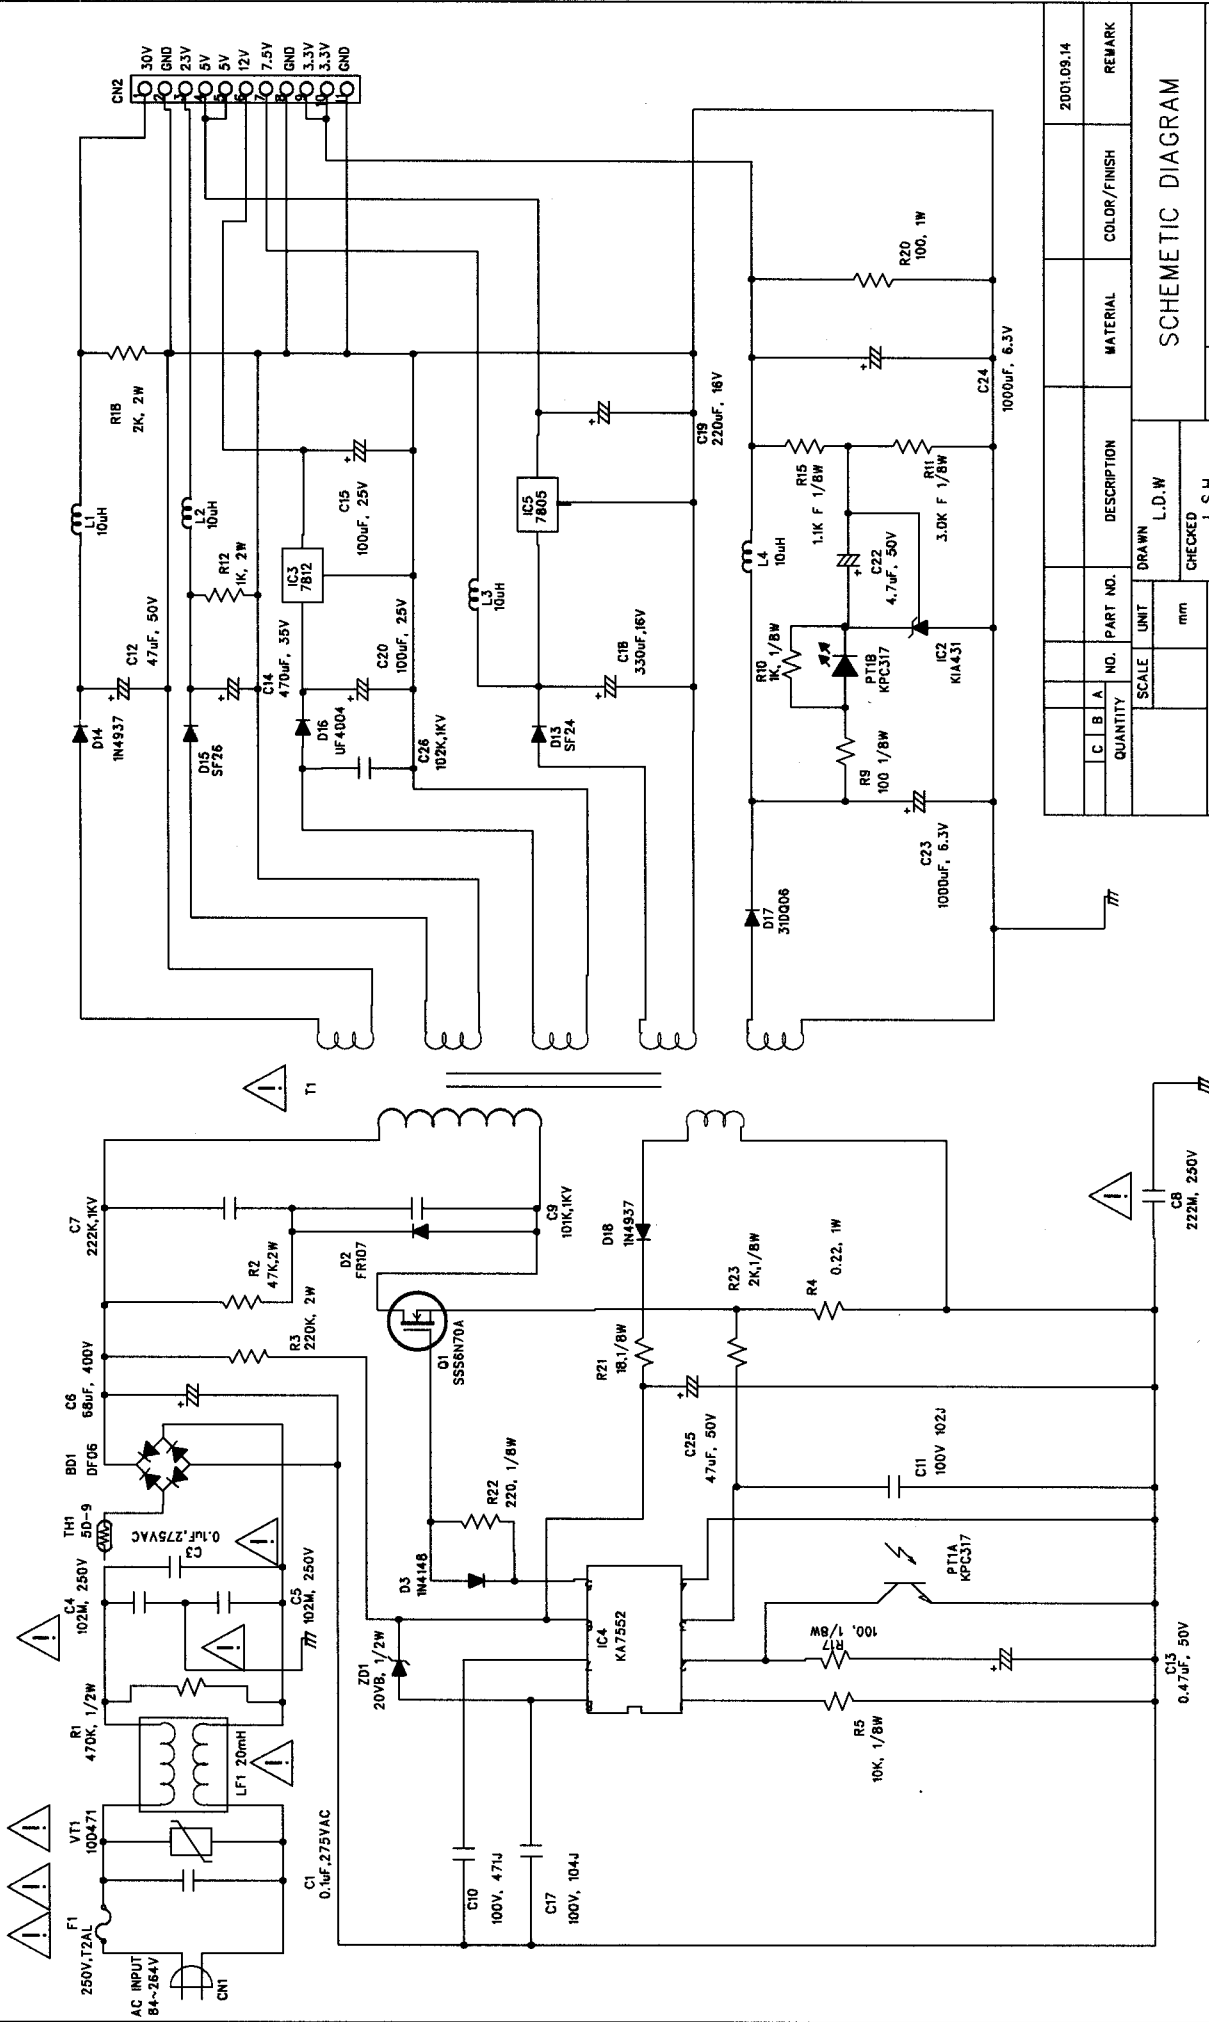 AC INPUT
84~264V
CN1
F1
250V,T2AL
C1
0.1uF,275VAC
VT1
10D471
LF1 20mH
R1
470K, 1/2W
C4
102M, 250V
C5
102M, 250V
C3
0.1uF,275VAC
TH1
5D-9
BD1
DF06
C6
68uF, 400V
R3
220K, 2W
R2
47K,2W
C7
222K,1KV
D2
FR107
C9
101K,1KV
Q1
SSS6N70A
T1
ZD1
20VB, 1/2W
D3
1N4148
R22
220, 1/8W
IC4
KA7552
C10
100V, 471J
C17
100V, 104J
R21
18,1/8W
D18
1N4937
C25
47uF, 50V
R23
2K,1/8W
R4
0.22, 1W
C11
100V 102J
PT1A
KPC317
R17
100, 1/8W
R5
10K, 1/8W
C13
0.47uF, 50V
C8
222M, 250V
D14
1N4937
C12
47uF, 50V
L1
10uH
R18
2K, 2W
D15
SF26
C14
470uF, 35V
R12
1K, 2W
L2
10uH
D16
UF4004
C26
102K,1KV
C20
100uF, 25V
IC3
7812
C15
100uF, 25V
D13
SF24
C18
330uF,16V
L3
10uH
IC5
7805
C19
220uF, 16V
D17
31DQ06
C23
1000uF, 6.3V
R9
100 1/8W
R10
1K, 1/8W
PT1B
KPC317
IC2
KIA431
C22
4.7uF, 50V
L4
10uH
R15
1.1K F 1/8W
R11
3.0K F 1/8W
C24
1000uF, 6.3V
R20
100, 1W
CN2
1 30V
2 GND
3 23V
4 5V
5 5V
6 12V
7 7.5V
8 GND
9 3.3V
10 3.3V
11 GND
2001.09.14
C B A NO. PART NO. DESCRIPTION MATERIAL COLOR/FINISH REMARK
QUANTITY
SCALE UNIT DRAWN
mm L.D.W
CHECKED
SCHEMETIC DIAGRAM